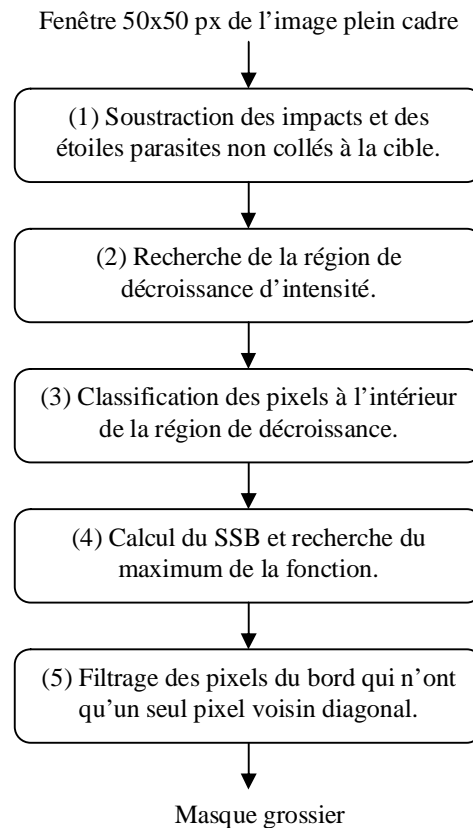 Fenêtre 50x50 px de l'image plein cadre
(1) Soustraction des impacts et des
étoiles parasites non collés à la cible.
(2) Recherche de la région de
décroissance d'intensité.
(3) Classification des pixels à l'intérieur
de la région de décroissance.
(4) Calcul du SSB et recherche du
maximum de la fonction.
(5) Filtrage des pixels du bord qui n'ont
qu'un seul pixel voisin diagonal.
Masque grossier